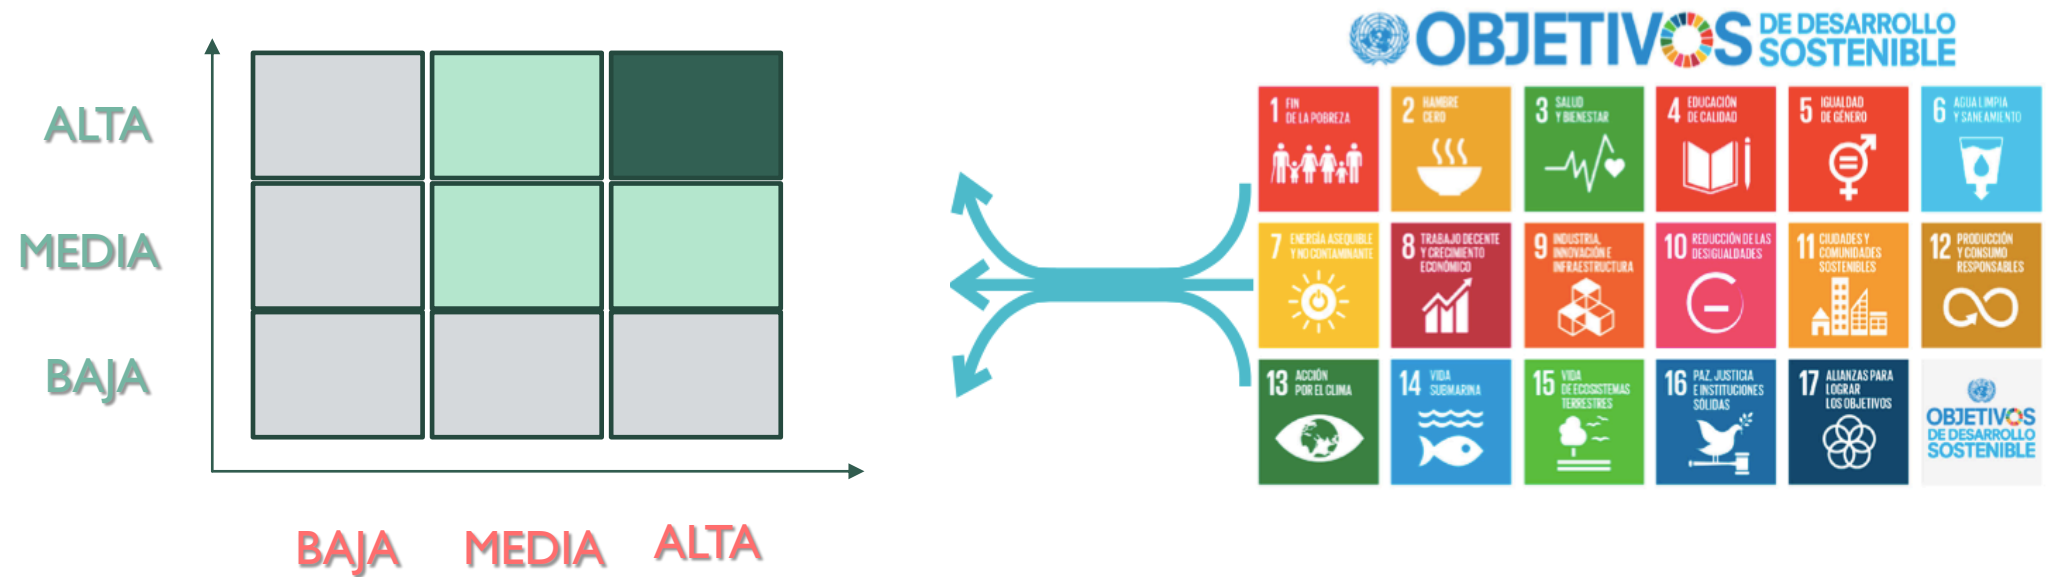 ALTA
MEDIA
BAJA
BAJA MEDIA ALTA
OBJETIVOS DE DESARROLLO
SOSTENIBLE
1 FIN
DE LA POBREZA
2 HAMBRE
CERO
3 SALUD
Y BIENESTAR
4 EDUCACIÓN
DE CALIDAD
5 IGUALDAD
DE GÉNERO
6 AGUA LIMPIA
Y SANEAMIENTO
7 ENERGÍA ASEQUIBLE
Y NO CONTAMINANTE
8 TRABAJO DECENTE
Y CRECIMIENTO
ECONÓMICO
9 INDUSTRIA,
INNOVACIÓN E
INFRAESTRUCTURA
10 REDUCCIÓN DE LAS
DESIGUALDADES
11 CIUDADES Y
COMUNIDADES
SOSTENIBLES
12 PRODUCCIÓN
Y CONSUMO
RESPONSABLES
13 ACCIÓN
POR EL CLIMA
14 VIDA
SUBMARINA
15 VIDA
DE ECOSISTEMAS
TERRESTRES
16 PAZ, JUSTICIA
E INSTITUCIONES
SÓLIDAS
17 ALIANZAS PARA
LOGRAR
LOS OBJETIVOS
OBJETIVOS
DE DESARROLLO
SOSTENIBLE